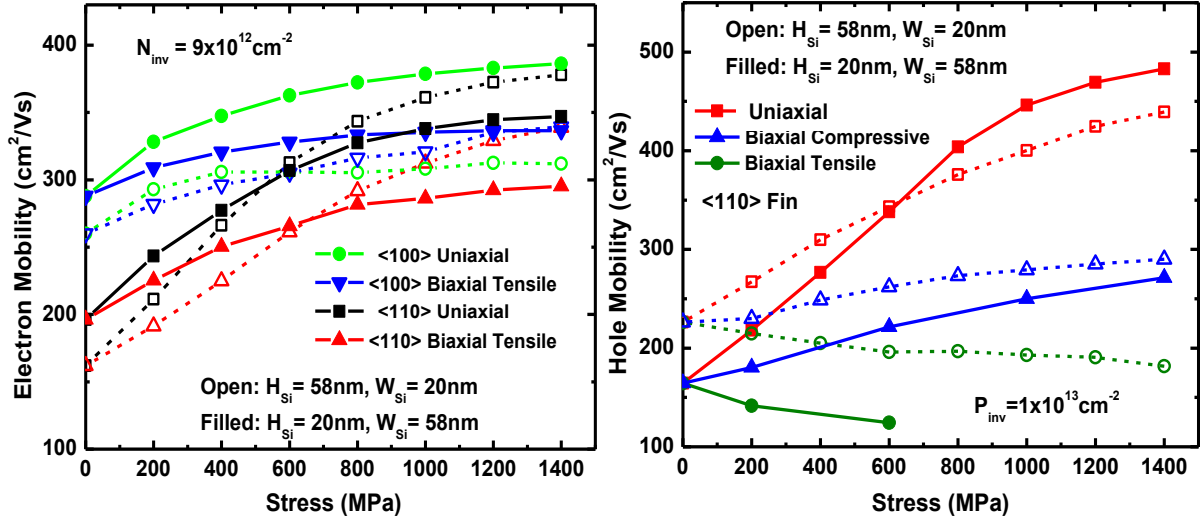 N_inv = 9x10^12cm^-2
<100> Uniaxial
<100> Biaxial Tensile
<110> Uniaxial
<110> Biaxial Tensile
Open: H_Si= 58nm, W_Si= 20nm
Filled: H_Si= 20nm, W_Si= 58nm
Electron Mobility (cm^2/Vs)
400
300
200
100
0 200 400 600 800 1000 1200 1400
Stress (MPa)
Open: H_Si= 58nm, W_Si= 20nm
Filled: H_Si= 20nm, W_Si= 58nm
Uniaxial
Biaxial Compressive
Biaxial Tensile
<110> Fin
P_inv=1x10^13cm^-2
Hole Mobility (cm^2/Vs)
500
400
300
200
100
0 200 400 600 800 1000 1200 1400
Stress (MPa)